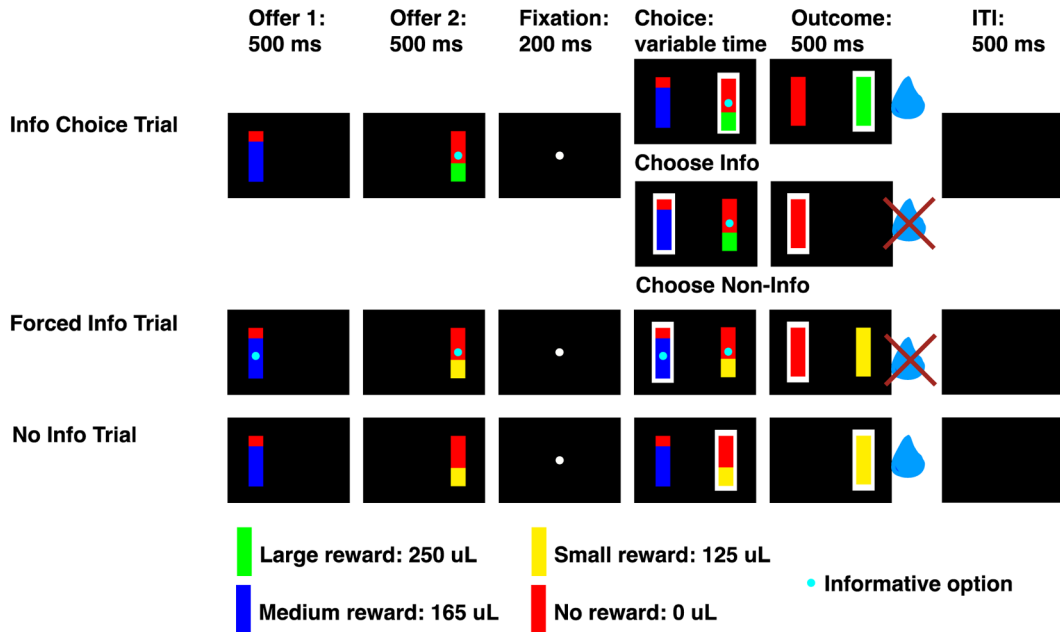 Offer 1:
500 ms
Offer 2:
500 ms
Fixation:
200 ms
Choice:
variable time
Outcome:
500 ms
ITI:
500 ms
Info Choice Trial
Choose Info
Choose Non-Info
Forced Info Trial
No Info Trial
Large reward: 250 uL
Small reward: 125 uL
Medium reward: 165 uL
No reward: 0 uL
Informative option